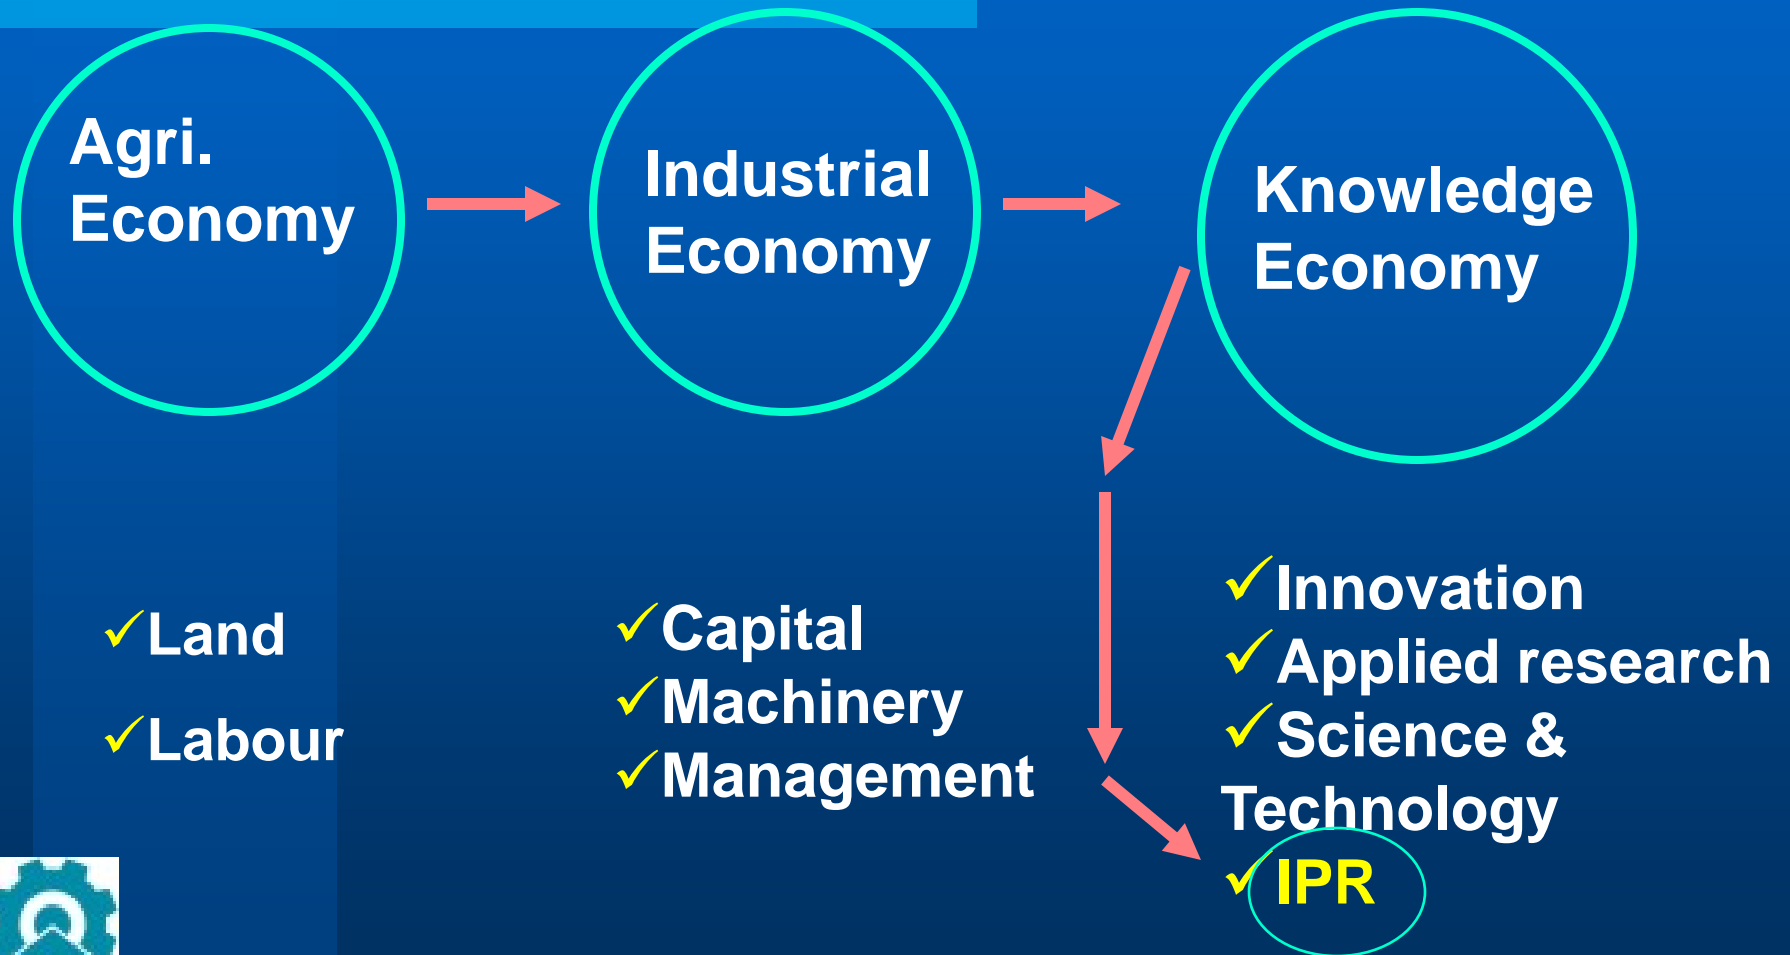 Agri.
Economy
Industrial
Economy
Knowledge
Economy
✓Land
✓Labour
✓Capital
✓Machinery
✓Management
✓Innovation
✓Applied research
✓Science &
Technology
✓IPR